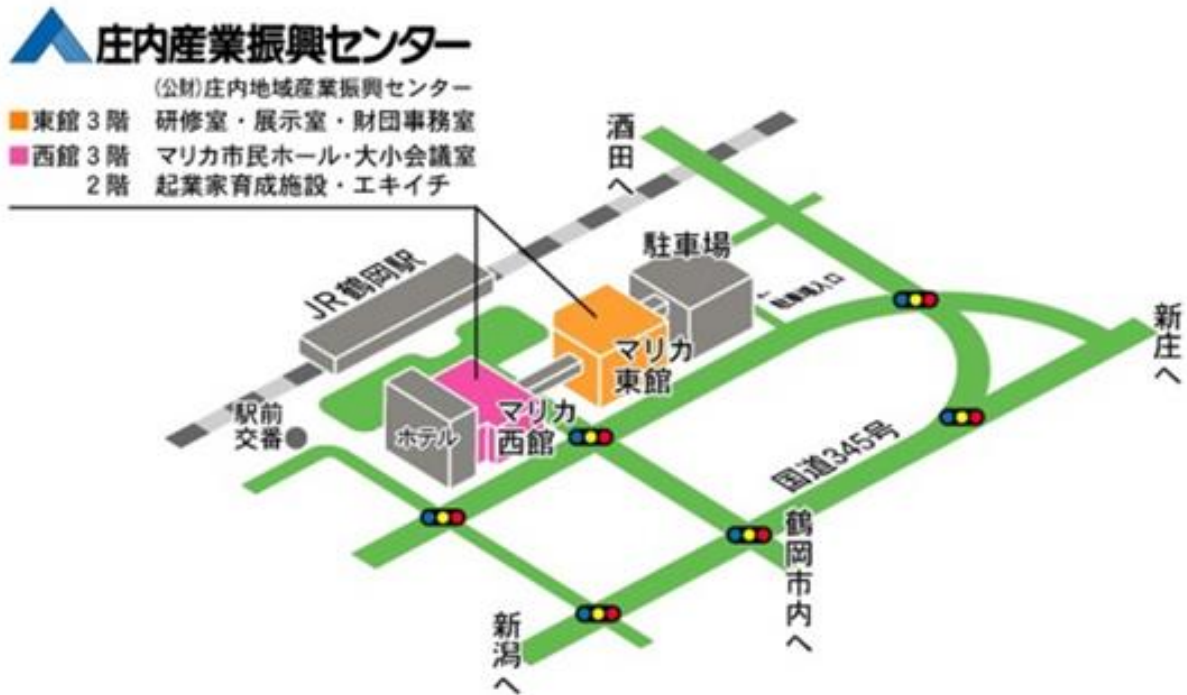 庄内産業振興センター
(公財)庄内地域産業振興センター
東館3階 研修室・展示室・財団事務室
西館3階 マリカ市民ホール・大小会議室
2階 起業家育成施設・エキイチ
酒田へ
駐車場
JR鶴岡駅
←駐車場入口
新庄へ
マリカ
東館
マリカ
西館
駅前
交番
ホテル
国道345号
鶴岡市内へ
新潟へ